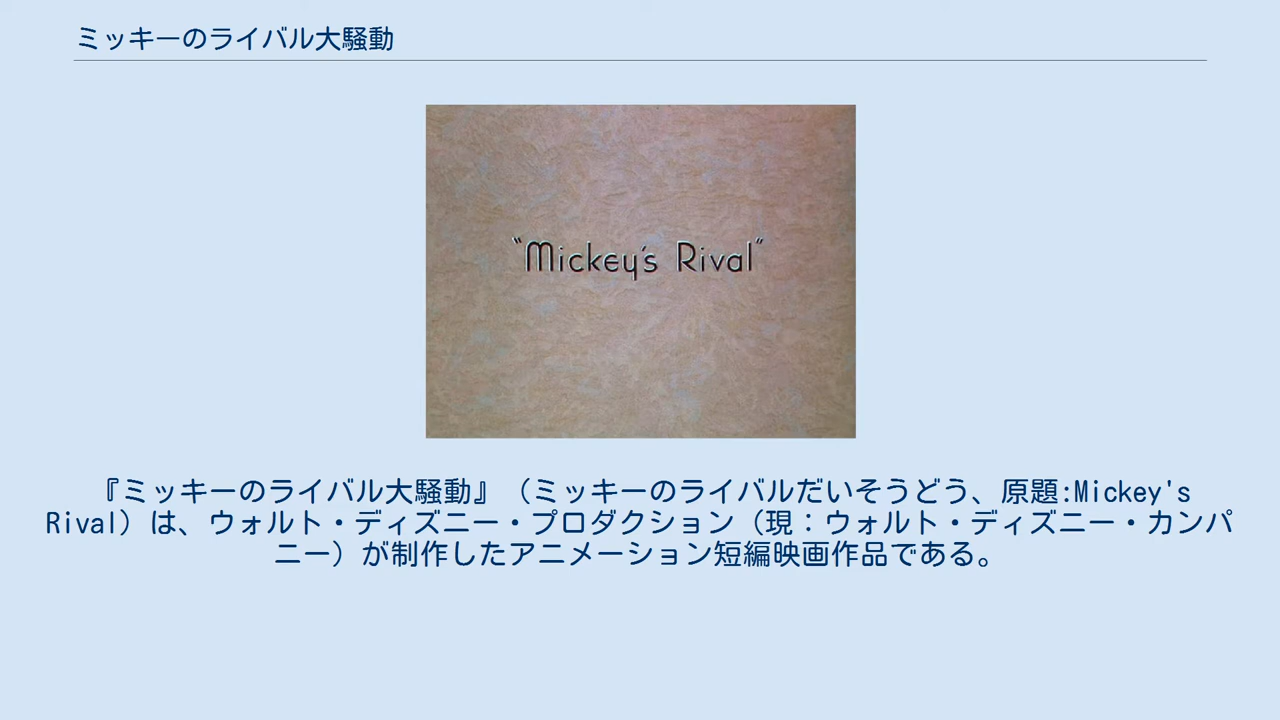 ミッキーのライバル大騒動
"Mickey's Rival"
『ミッキーのライバル大騒動』（ミッキーのライバルだいそうどう、原題:Mickey's
Rival）は、ウォルト・ディズニー・プロダクション（現：ウォルト・ディズニー・カンパ
ニー）が制作したアニメーション短編映画作品である。